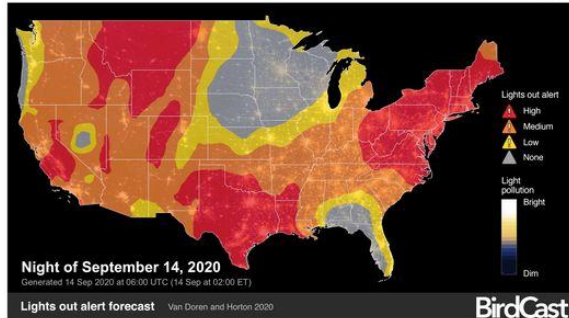 Lights out alert
High
Medium
Low
None
Light
pollution
Bright
Dim
Night of September 14, 2020
Generated 14 Sep 2020 at 06:00 UTC (14 Sep at 02:00 ET)
Lights out alert forecast Van Doren and Horton 2020 BirdCast